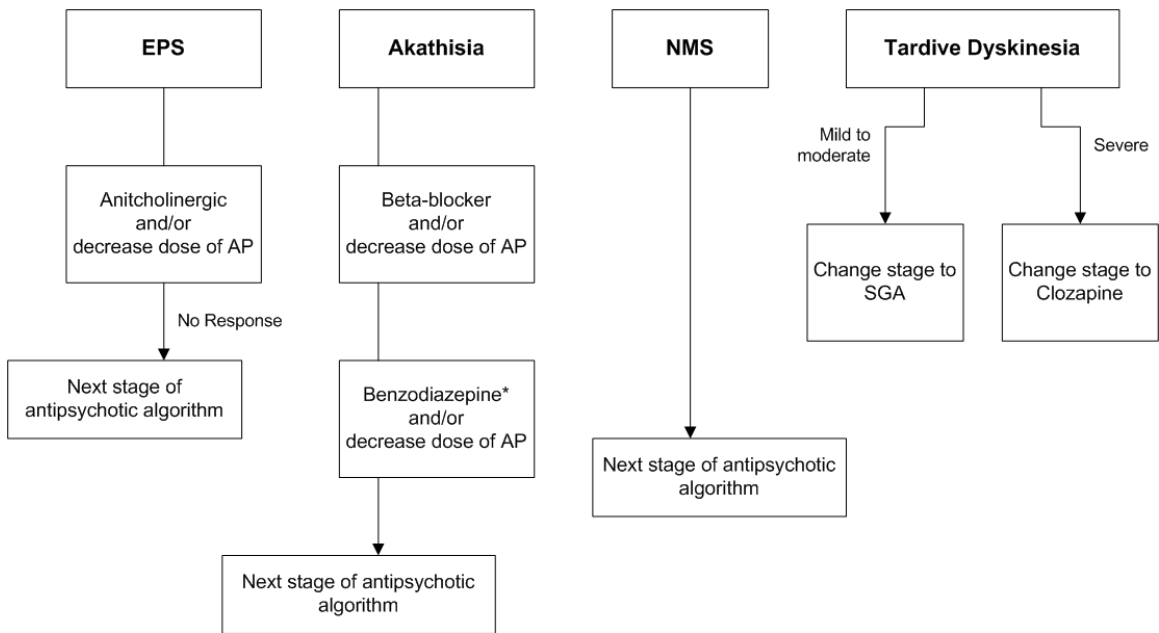 EPS
Anitcholinergic
and/or
decrease dose of AP
No Response
Next stage of
antipsychotic algorithm
Akathisia
Beta-blocker
and/or
decrease dose of AP
Benzodiazepine*
and/or
decrease dose of AP
Next stage of antipsychotic
algorithm
NMS
Next stage of antipsychotic
algorithm
Tardive Dyskinesia
Mild to
moderate
Severe
Change stage to
SGA
Change stage to
Clozapine